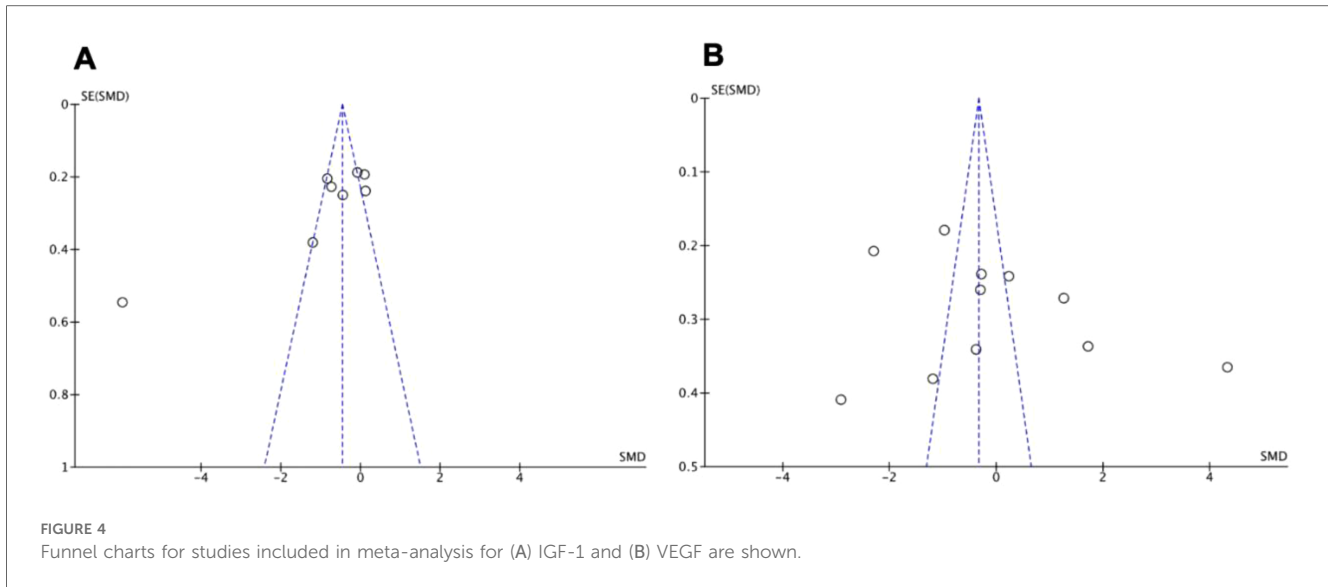 A
SE(SMD)
0
0.2
0.4
0.6
0.8
1
-4
-2
0
2
4
SMD
B
SE(SMD)
0
0.1
0.2
0.3
0.4
0.5
-4
-2
0
2
4
SMD
FIGURE 4
Funnel charts for studies included in meta-analysis for (A) IGF-1 and (B) VEGF are shown.